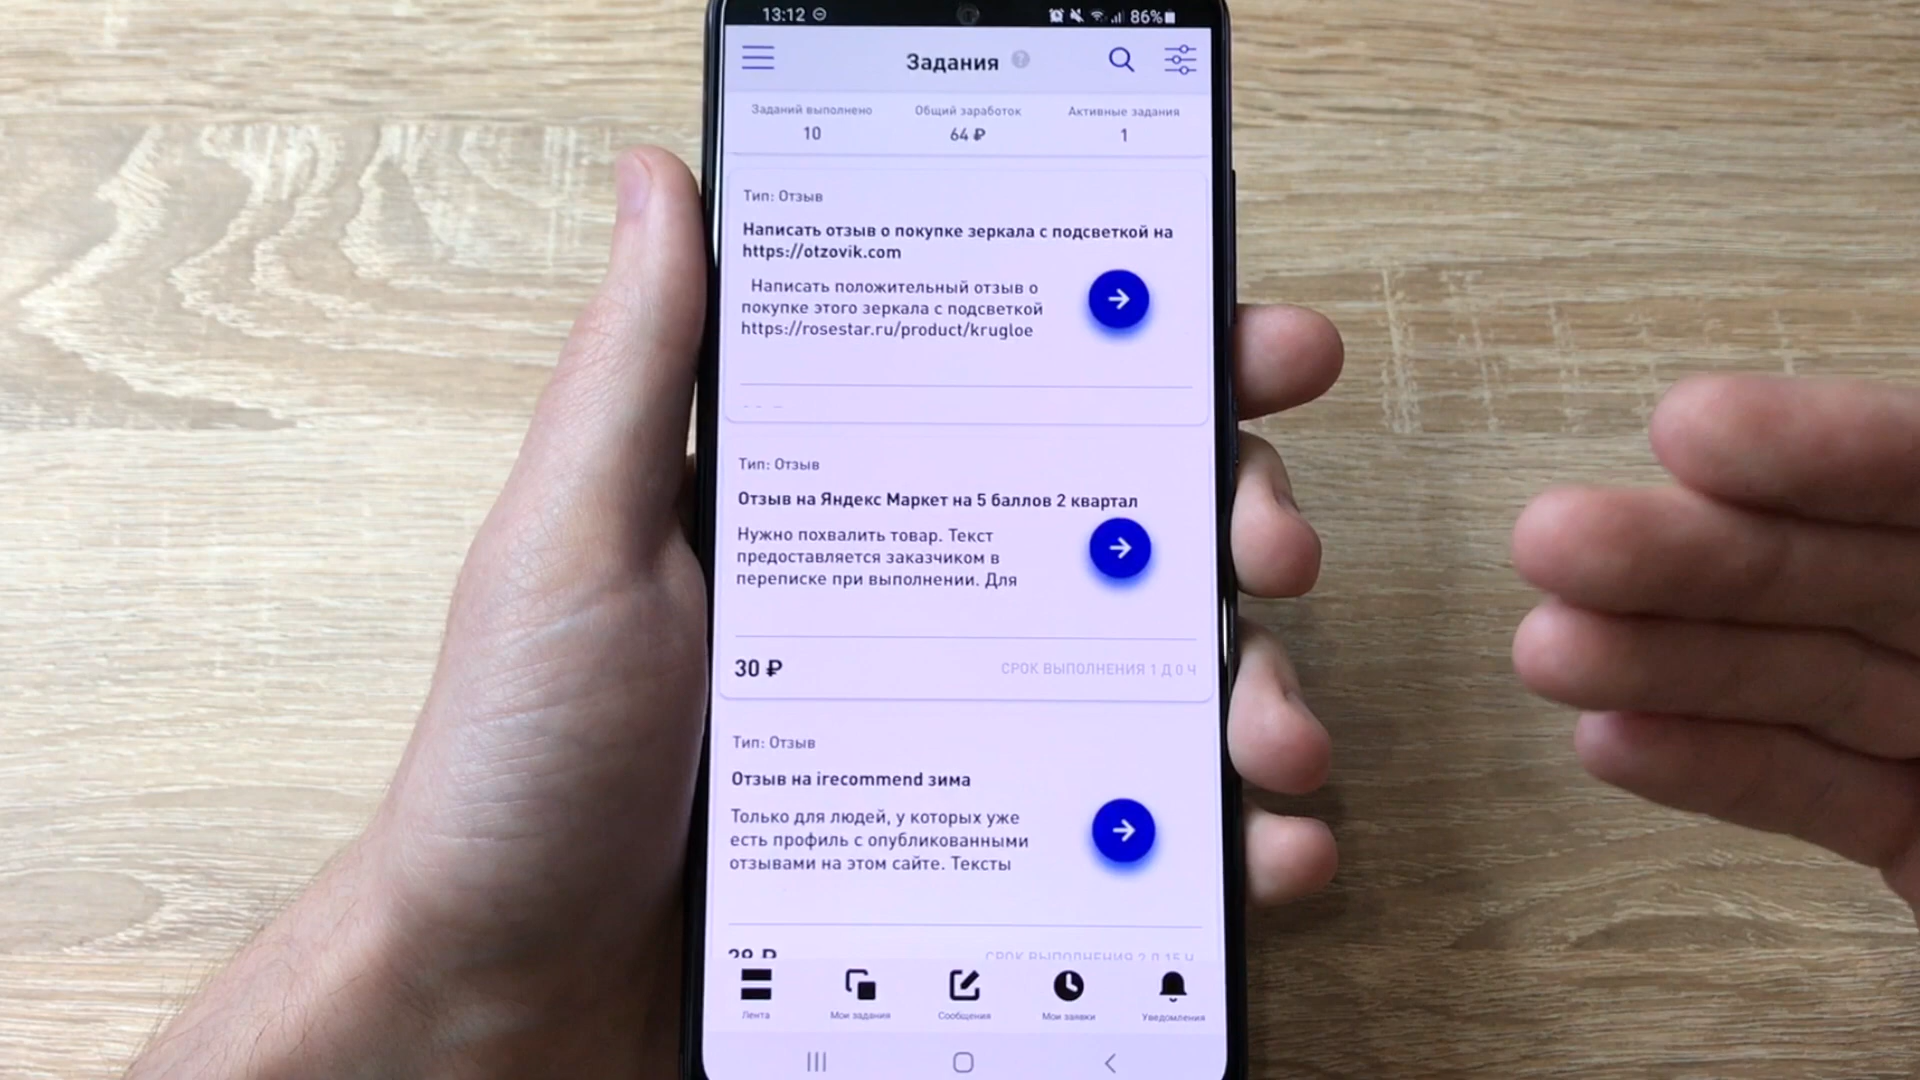 13:12 86%
Задания ?
Заданий выполнено Общий заработок Активные задания
10 64 ₽ 1
Тип: Отзыв
Написать отзыв о покупке зеркала с подсветкой на
https://otzovik.com
Написать положительный отзыв о
покупке этого зеркала с подсветкой
https://rosestar.ru/product/krugloe
Тип: Отзыв
Отзыв на Яндекс Маркет на 5 баллов 2 квартал
Нужно похвалить товар. Текст
предоставляется заказчиком в
переписке при выполнении. Для
30 ₽ СРОК ВЫПОЛНЕНИЯ 1 Д 0 Ч
Тип: Отзыв
Отзыв на irecommend зима
Только для людей, у которых уже
есть профиль с опубликованными
отзывами на этом сайте. Тексты
СРОК ВЫПОЛНЕНИЯ 2 Д 15 Ч
Лента Мои задания Сообщения Мои заявки Уведомления